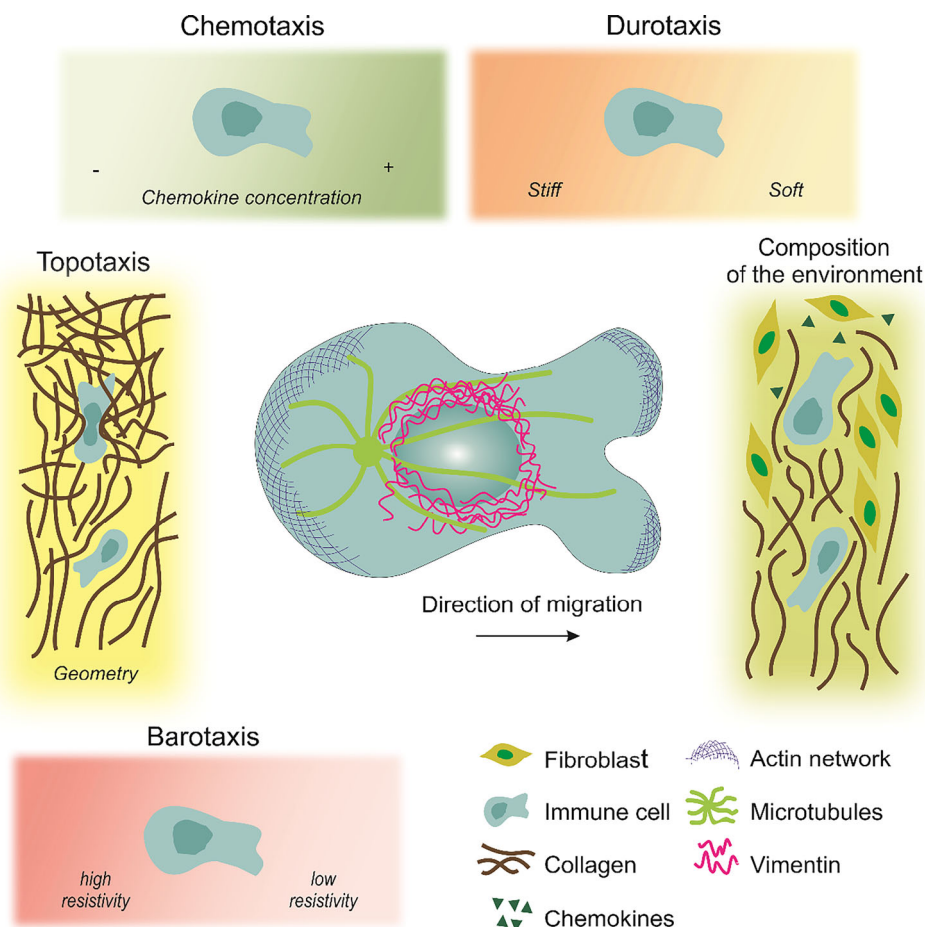 Chemotaxis
Durotaxis
- +
Chemokine concentration
Stiff
Soft
Topotaxis
Composition
of the environment
Direction of migration
Geometry
Barotaxis
high
resistivity
low
resistivity
Fibroblast
Actin network
Immune cell
Microtubules
Collagen
Vimentin
Chemokines